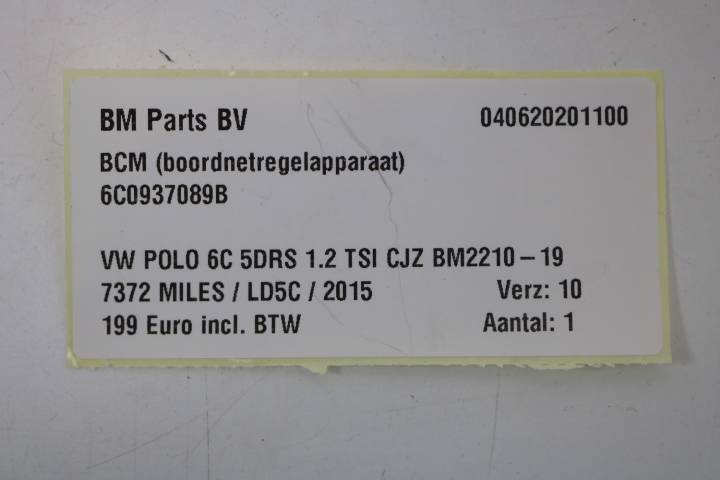 BM Parts BV 040620201100
BCM (boordnetregelapparaat)
6C0937089B
VW POLO 6C 5DRS 1.2 TSI CJZ BM2210-19
7372 MILES / LD5C / 2015 Verz: 10
199 Euro incl. BTW Aantal: 1